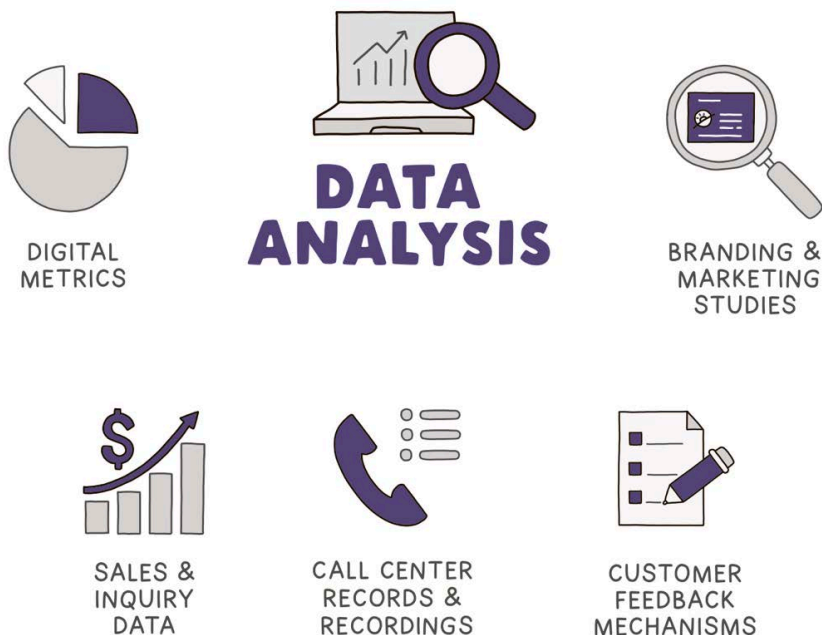 DATA
ANALYSIS
DIGITAL
METRICS
BRANDING &
MARKETING
STUDIES
$
SALES &
INQUIRY
DATA
CALL CENTER
RECORDS &
RECORDINGS
CUSTOMER
FEEDBACK
MECHANISMS